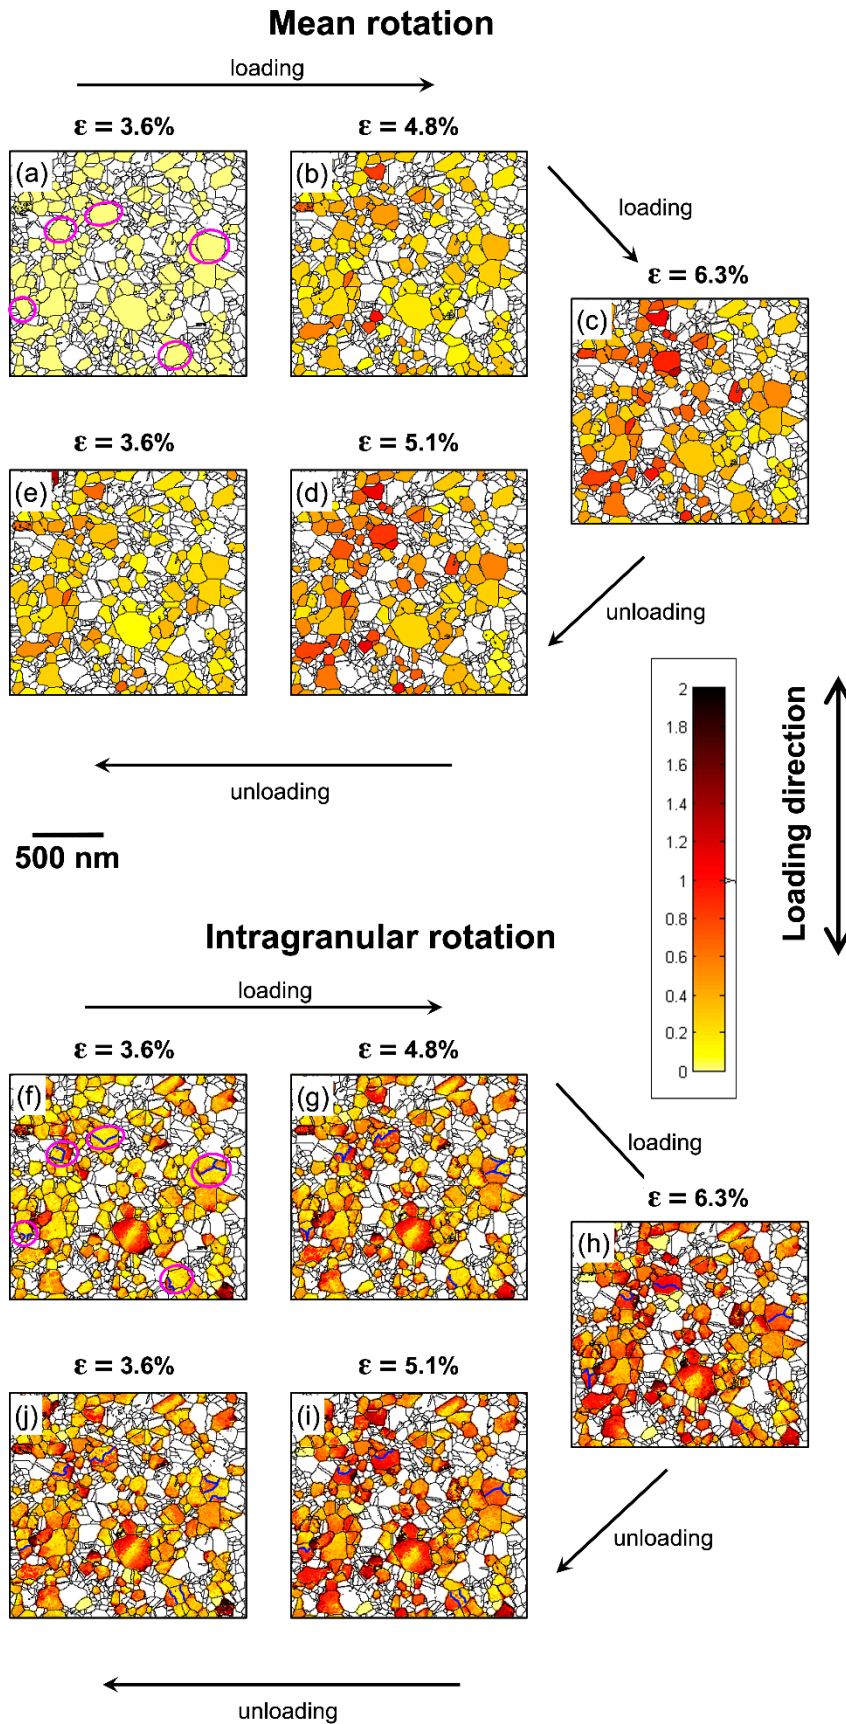 Mean rotation
loading
ε = 3.6%
ε = 4.8%
(a)
(b)
loading
ε = 6.3%
(c)
ε = 3.6%
ε = 5.1%
(e)
(d)
unloading
unloading
500 nm
2
1.8
1.6
1.4
1.2
1
0.8
0.6
0.4
0.2
0
Loading direction
Intragranular rotation
loading
ε = 3.6%
ε = 4.8%
(f)
(g)
loading
ε = 6.3%
(h)
ε = 3.6%
ε = 5.1%
(j)
(i)
unloading
unloading